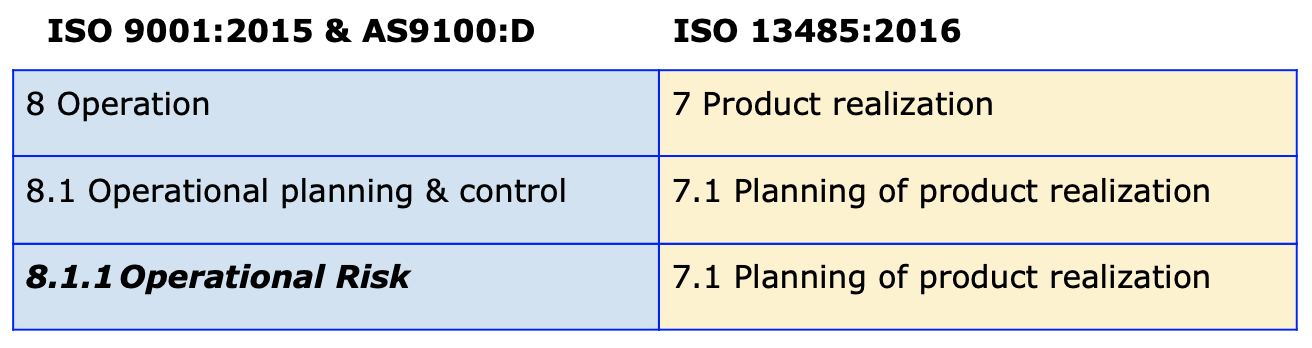 ISO 9001:2015 & AS9100:D ISO 13485:2016
8 Operation 7 Product realization
8.1 Operational planning & control 7.1 Planning of product realization
8.1.1 Operational Risk 7.1 Planning of product realization